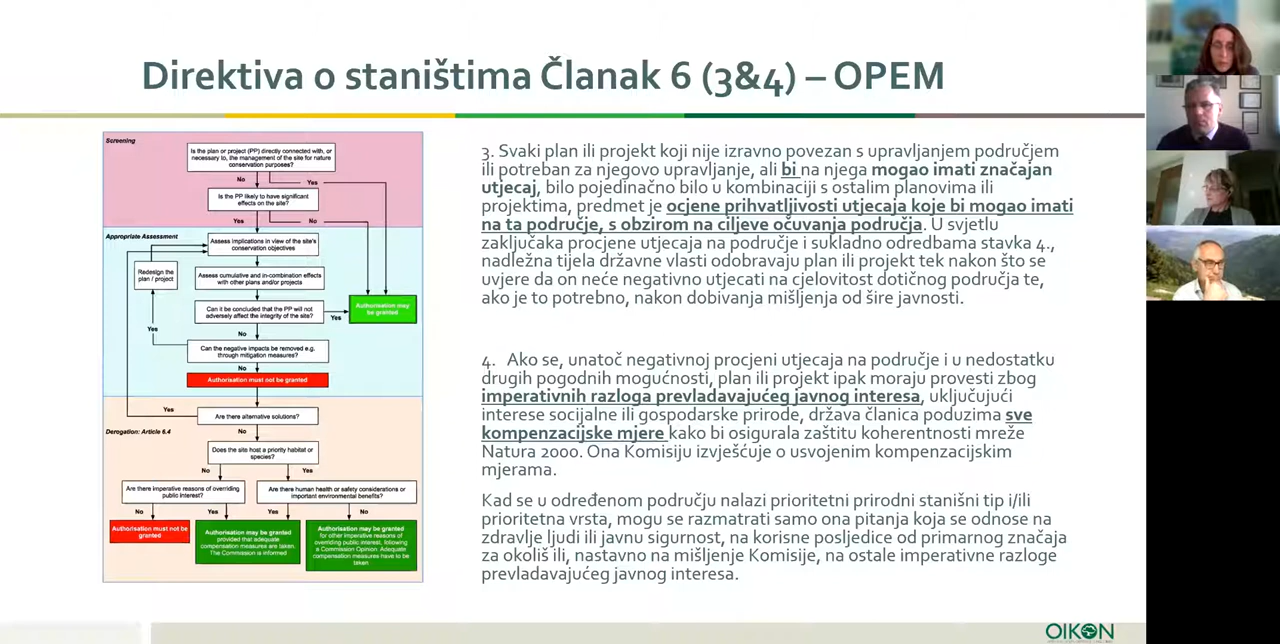 Direktiva o staništima Članak 6 (3&4) – OPEM
Screening
Is the plan or project (PP) directly connected with, or
necessary to, the management of the site for nature
conservation purposes?
No
Yes
Is the PP likely to have significant
effects on the site?
Yes
No
Appropriate Assessment
Assess implications in view of the site's
conservation objectives
Redesign the
plan / project
Assess cumulative and in-combination effects
with other plans and/or projects
Can it be concluded that the PP will not
adversely affect the integrity of the site?
Yes
Authorisation may
be granted
Yes
No
Can the negative impacts be removed e.g.
through mitigation measures?
No
Authorisation must not be granted
Yes
Are there alternative solutions?
Derogation: Article 6.4
No
Does the site host a priority habitat or
species?
No
Yes
Are there imperative reasons of overriding
public interest?
Are there human health or safety considerations or
important environmental benefits?
No
Yes
Yes
No
Authorisation must not be
granted
Authorisation may be granted
provided that adequate
compensation measures are taken.
The Commission is informed
Authorisation may be granted
for other imperative reasons of
overriding public interest, following
a Commission Opinion. Adequate
compensation measures have to be
taken
3. Svaki plan ili projekt koji nije izravno povezan s upravljanjem područjem
ili potreban za njegovo upravljanje, ali bi na njega mogao imati značajan
utjecaj, bilo pojedinačno bilo u kombinaciji s ostalim planovima ili
projektima, predmet je ocjene prihvatljivosti utjecaja koje bi mogao imati
na ta područje, s obzirom na ciljeve očuvanja područja. U svjetlu
zaključaka procjene utjecaja na područje i sukladno odredbama stavka 4.,
nadležna tijela državne vlasti odobravaju plan ili projekt tek nakon što se
uvjere da on nece negativno utjecati na cjelovitost dotičnog područja te,
ako je to potrebno, nakon dobivanja mišljenja od šire javnosti.
4. Ako se, unatoč negativnoj procjeni utjecaja na područje i u nedostatku
drugih pogodnih mogućnosti, plan ili projekt ipak moraju provesti zbog
imperativnih razloga prevladavajućeg javnog interesa, uključujući
interese socijalne ili gospodarske prirode, država članica poduzima sve
kompenzacijske mjere kako bi osigurala zaštitu koherentnosti mreže
Natura 2000. Ona Komisiju izvješćuje o usvojenim kompenzacijskim
mjerama.
Kad se u određenom području nalazi prioritetni prirodni stanišni tip i/ili
prioritetna vrsta, mogu se razmatrati samo ona pitanja koja se odnose na
zdravlje ljudi ili javnu sigurnost, na korisne posljedice od primarnog značaja
za okoliš ili, nastavno na mišljenje Komisije, na ostale imperativne razloge
prevladavajućeg javnog interesa.
OIKON